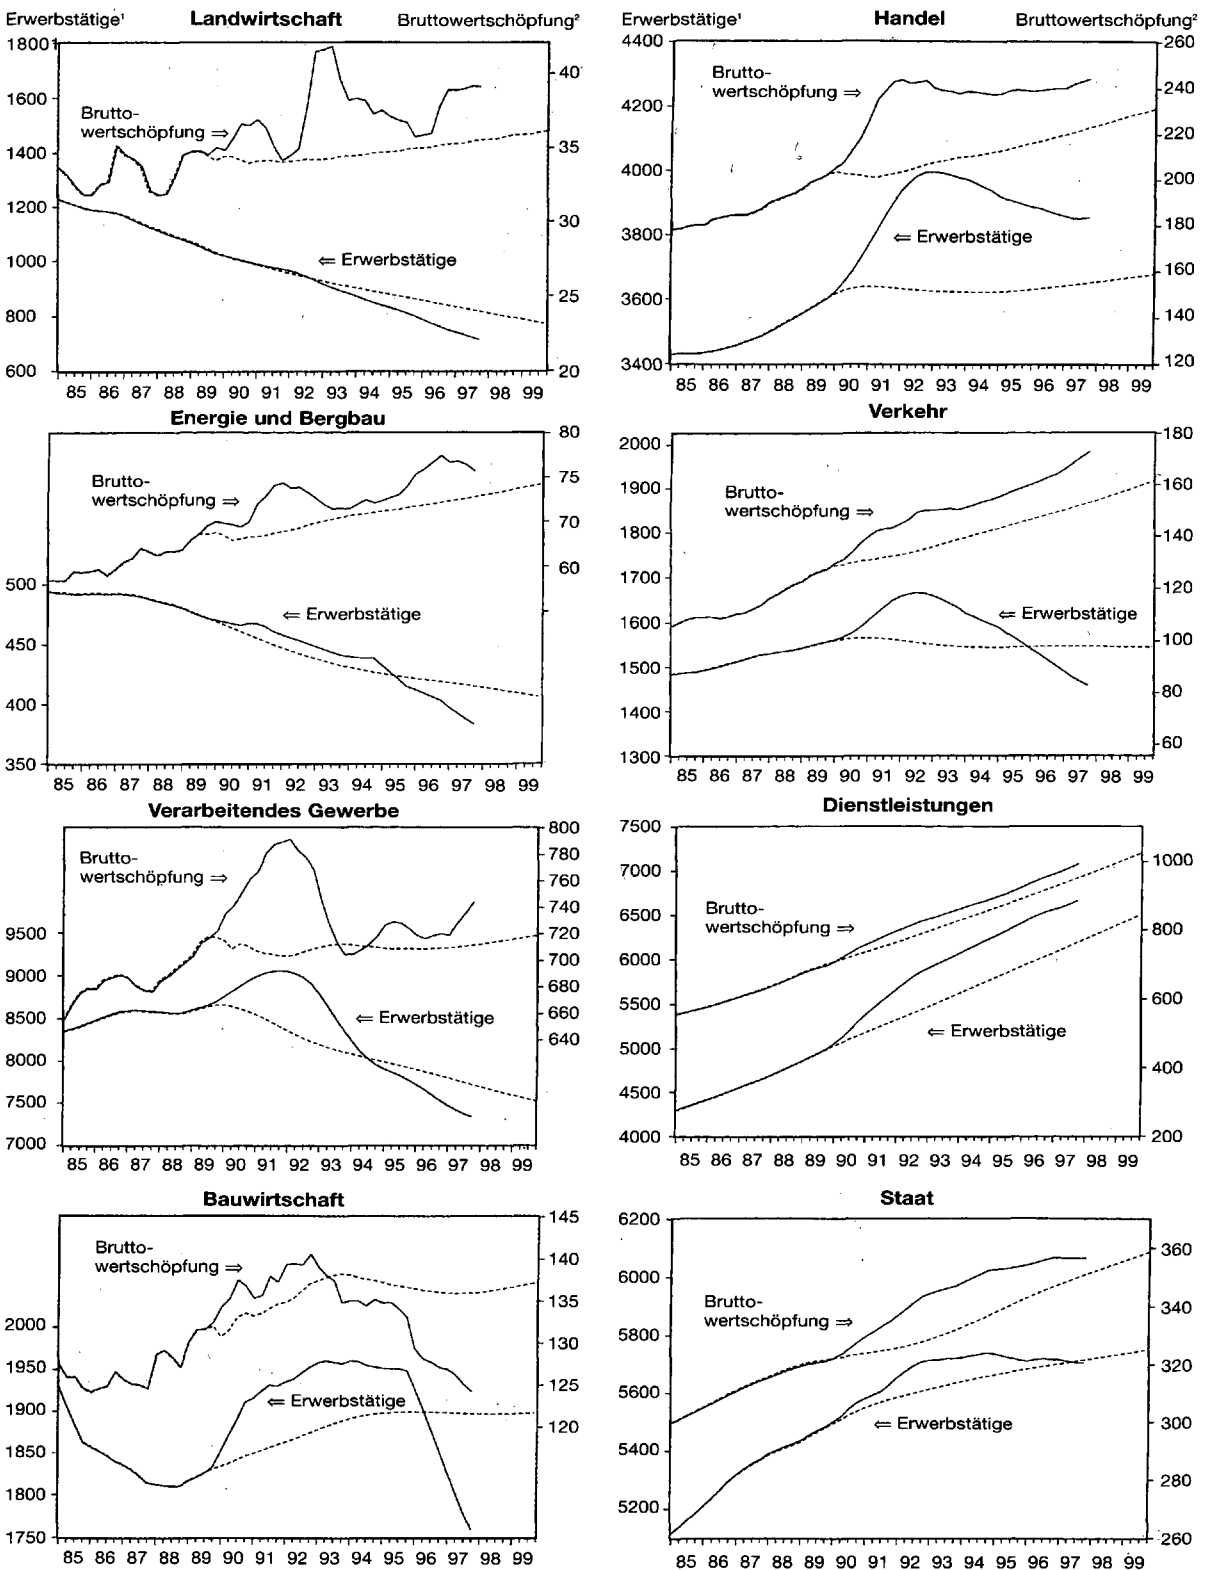 Erwerbstätige¹ Landwirtschaft Bruttowertschöpfung²
1800
1600
1400
1200
1000
800
600
40
35
30
25
20
Brutto-
wertschöpfung ⇒
⇐ Erwerbstätige
85 86 87 88 89 90 91 92 93 94 95 96 97 98 99
Erwerbstätige¹ Handel Bruttowertschöpfung²
4400
4200
4000
3800
3600
3400
260
240
220
200
180
160
140
120
Brutto-
wertschöpfung ⇒
⇐ Erwerbstätige
85 86 87 88 89 90 91 92 93 94 95 96 97 98 99
Energie und Bergbau
500
450
400
350
80
75
70
60
Brutto-
wertschöpfung ⇒
⇐ Erwerbstätige
85 86 87 88 89 90 91 92 93 94 95 96 97 98 99
Verkehr
2000
1900
1800
1700
1600
1500
1400
1300
180
160
140
120
100
80
60
Brutto-
wertschöpfung ⇒
⇐ Erwerbstätige
85 86 87 88 89 90 91 92 93 94 95 96 97 98 99
Verarbeitendes Gewerbe
9500
9000
8500
8000
7500
7000
800
780
760
740
720
700
680
660
640
Brutto-
wertschöpfung ⇒
⇐ Erwerbstätige
85 86 87 88 89 90 91 92 93 94 95 96 97 98 99
Dienstleistungen
7500
7000
6500
6000
5500
5000
4500
4000
1000
800
600
400
200
Brutto-
wertschöpfung ⇒
⇐ Erwerbstätige
85 86 87 88 89 90 91 92 93 94 95 96 97 98 99
Bauwirtschaft
2000
1950
1900
1850
1800
1750
145
140
135
130
125
120
Brutto-
wertschöpfung ⇒
⇐ Erwerbstätige
85 86 87 88 89 90 91 92 93 94 95 96 97 98 99
Staat
6200
6000
5800
5600
5400
5200
360
340
320
300
280
260
Brutto-
wertschöpfung ⇒
⇐ Erwerbstätige
85 86 87 88 89 90 91 92 93 94 95 96 97 98 99